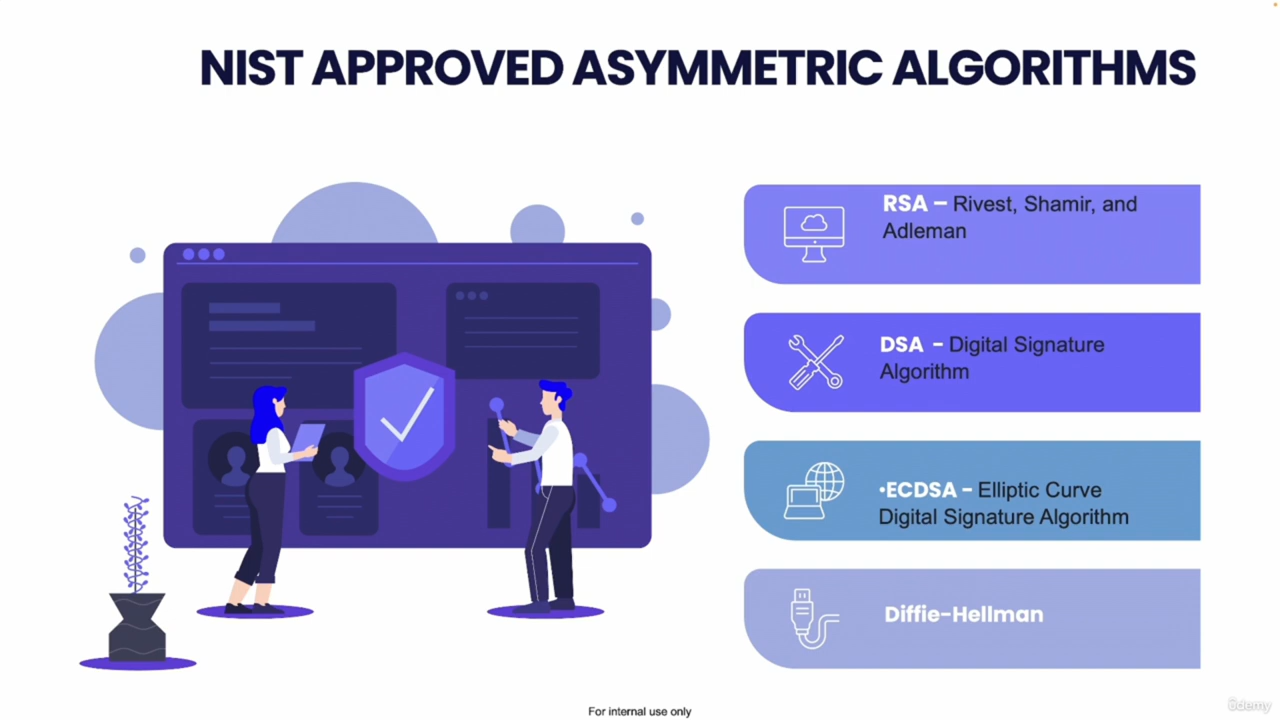 NIST APPROVED ASYMMETRIC ALGORITHMS
RSA – Rivest, Shamir, and
Adleman
DSA – Digital Signature
Algorithm
•ECDSA – Elliptic Curve
Digital Signature Algorithm
Diffie-Hellman
For internal use only
ûdemy